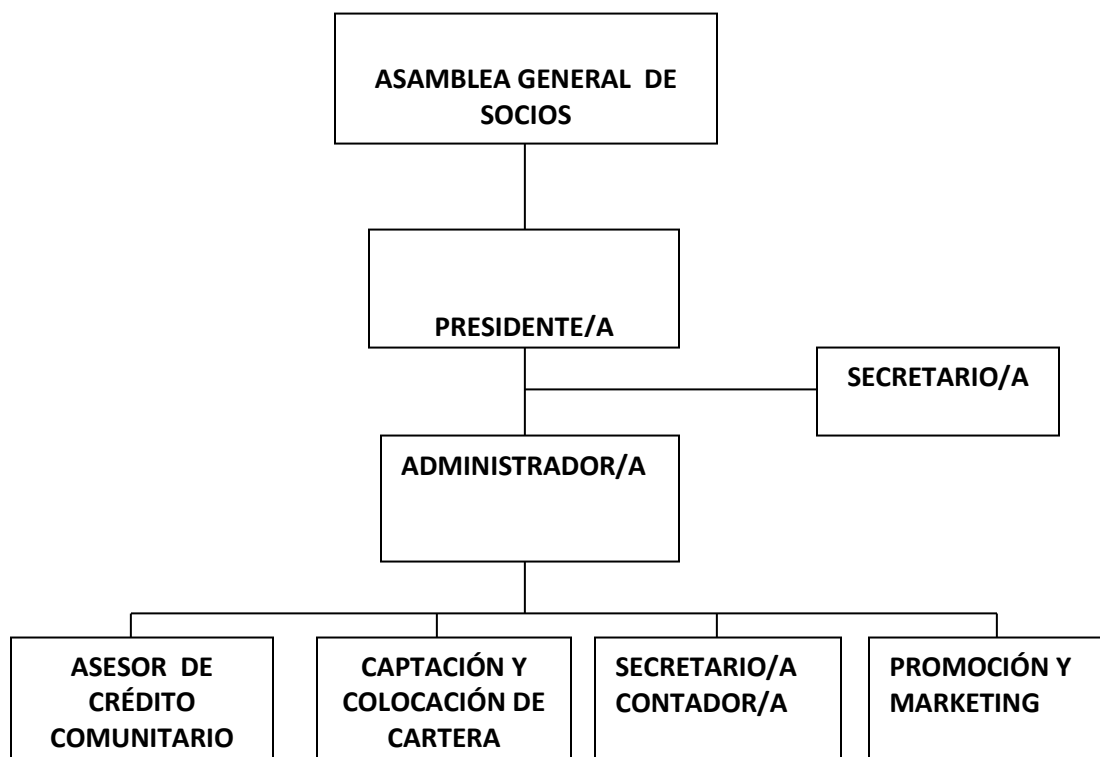 ASAMBLEA GENERAL DE
SOCIOS
PRESIDENTE/A
SECRETARIO/A
ADMINISTRADOR/A
ASESOR DE
CRÉDITO
COMUNITARIO
CAPTACIÓN Y
COLOCACIÓN DE
CARTERA
SECRETARIO/A
CONTADOR/A
PROMOCIÓN Y
MARKETING